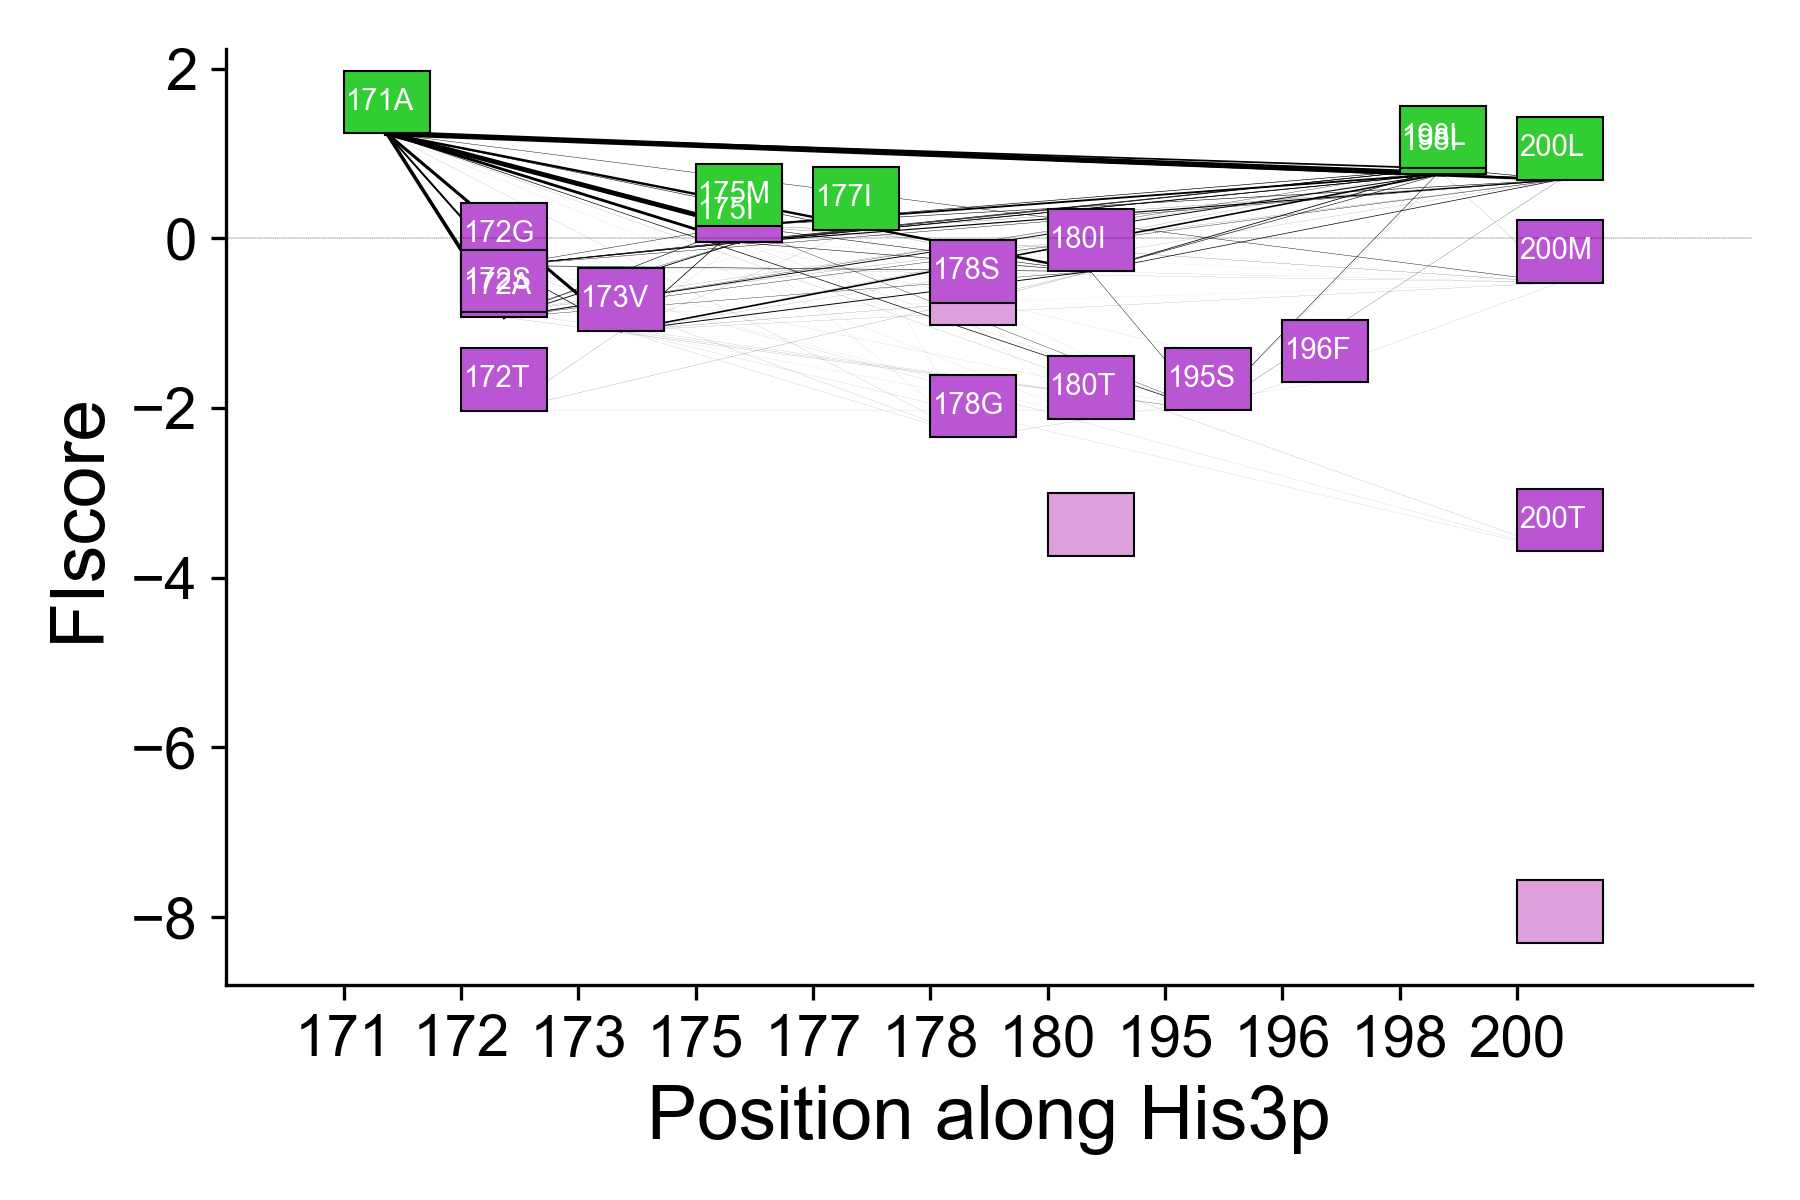 2
0
−2
−4
−6
−8
FIscore
171A
172G
172S
172A
172T
173V
175M
175I
177I
178S
178G
180I
180T
195S
196F
198L
198I
200L
200M
200T
171 172 173 175 177 178 180 195 196 198 200
Position along His3p